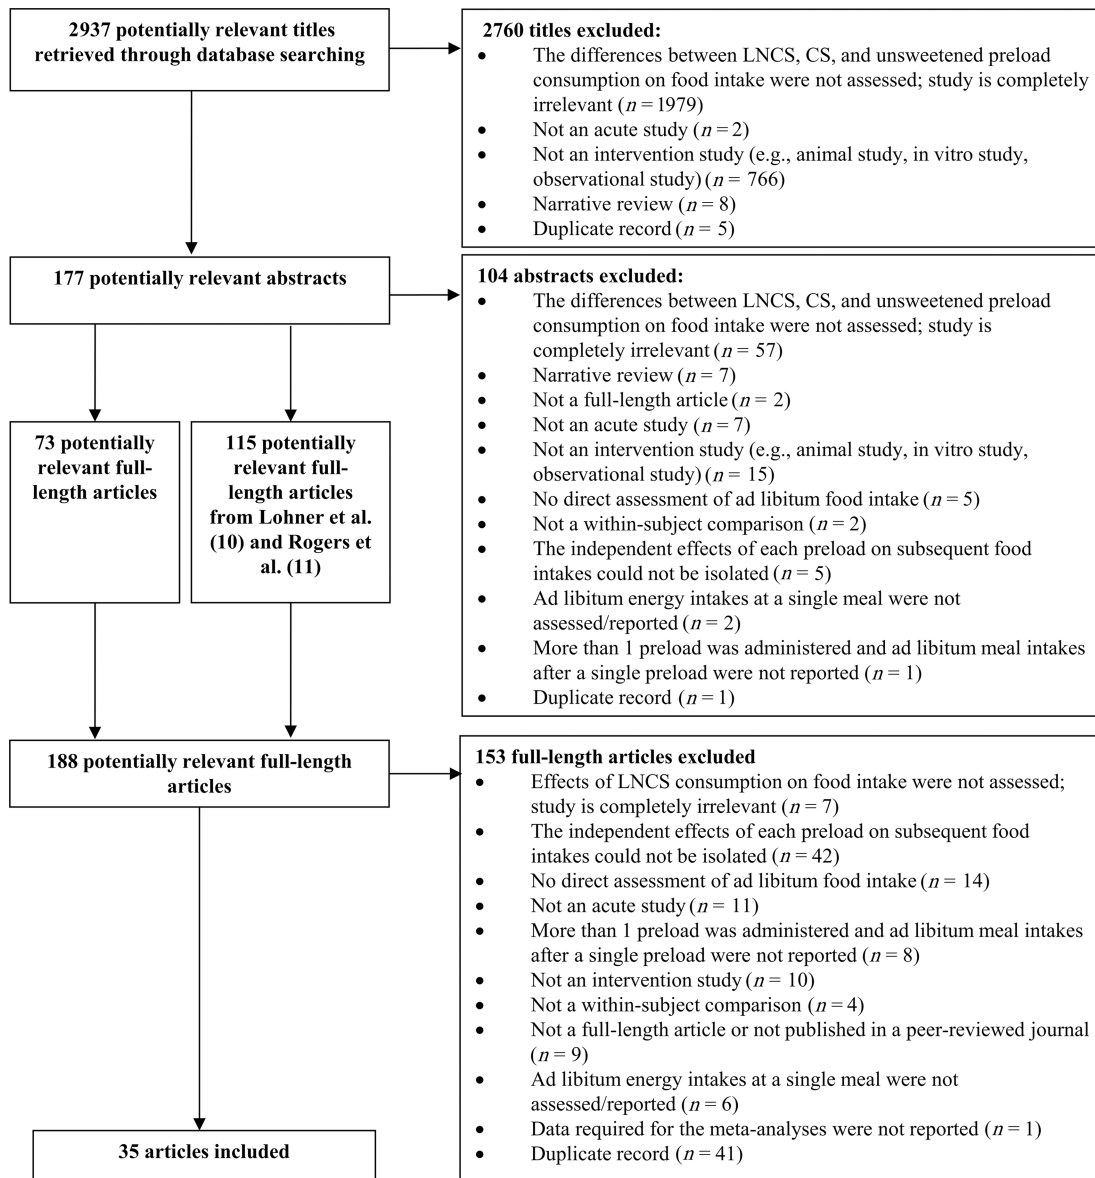 2937 potentially relevant titles
retrieved through database searching
2760 titles excluded:
• The differences between LNCS, CS, and unsweetened preload
consumption on food intake were not assessed; study is completely
irrelevant (n = 1979)
• Not an acute study (n = 2)
• Not an intervention study (e.g., animal study, in vitro study,
observational study) (n = 766)
• Narrative review (n = 8)
• Duplicate record (n = 5)
177 potentially relevant abstracts
104 abstracts excluded:
• The differences between LNCS, CS, and unsweetened preload
consumption on food intake were not assessed; study is
completely irrelevant (n = 57)
• Narrative review (n = 7)
• Not a full-length article (n = 2)
• Not an acute study (n = 7)
• Not an intervention study (e.g., animal study, in vitro study,
observational study) (n = 15)
• No direct assessment of ad libitum food intake (n = 5)
• Not a within-subject comparison (n = 2)
• The independent effects of each preload on subsequent food
intakes could not be isolated (n = 5)
• Ad libitum energy intakes at a single meal were not
assessed/reported (n = 2)
• More than 1 preload was administered and ad libitum meal intakes
after a single preload were not reported (n = 1)
• Duplicate record (n = 1)
73 potentially
relevant full-
length articles
115 potentially
relevant full-
length articles
from Lohner et al.
(10) and Rogers et
al. (11)
188 potentially relevant full-length
articles
153 full-length articles excluded
• Effects of LNCS consumption on food intake were not assessed;
study is completely irrelevant (n = 7)
• The independent effects of each preload on subsequent food
intakes could not be isolated (n = 42)
• No direct assessment of ad libitum food intake (n = 14)
• Not an acute study (n = 11)
• More than 1 preload was administered and ad libitum meal intakes
after a single preload were not reported (n = 8)
• Not an intervention study (n = 10)
• Not a within-subject comparison (n = 4)
• Not a full-length article or not published in a peer-reviewed journal
(n = 9)
• Ad libitum energy intakes at a single meal were not
assessed/reported (n = 6)
• Data required for the meta-analyses were not reported (n = 1)
• Duplicate record (n = 41)
35 articles included